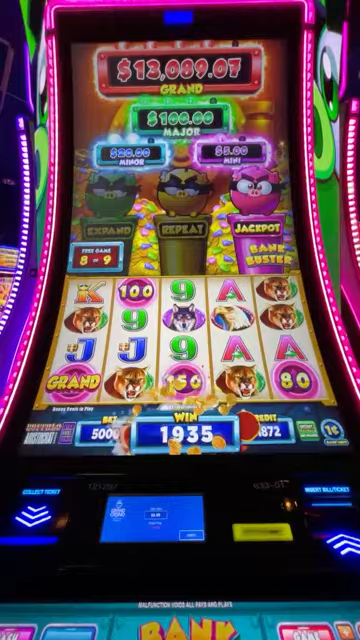 $13,089.07
GRAND
$100.00
MAJOR
$20.00
MINOR
$5.00
MINI
EXPAND
REPEAT
JACKPOT
BANK
BUSTER
FREE GAME
8 OF 9
K
100
9
A
9
J
J
9
A
A
GRAND
80
BET
WIN
CREDIT
5000
1935
1¢
COLLECT TICKET
INSERT BILL/TICKET
MALFUNCTION VOIDS ALL PAYS AND PLAYS
BANK